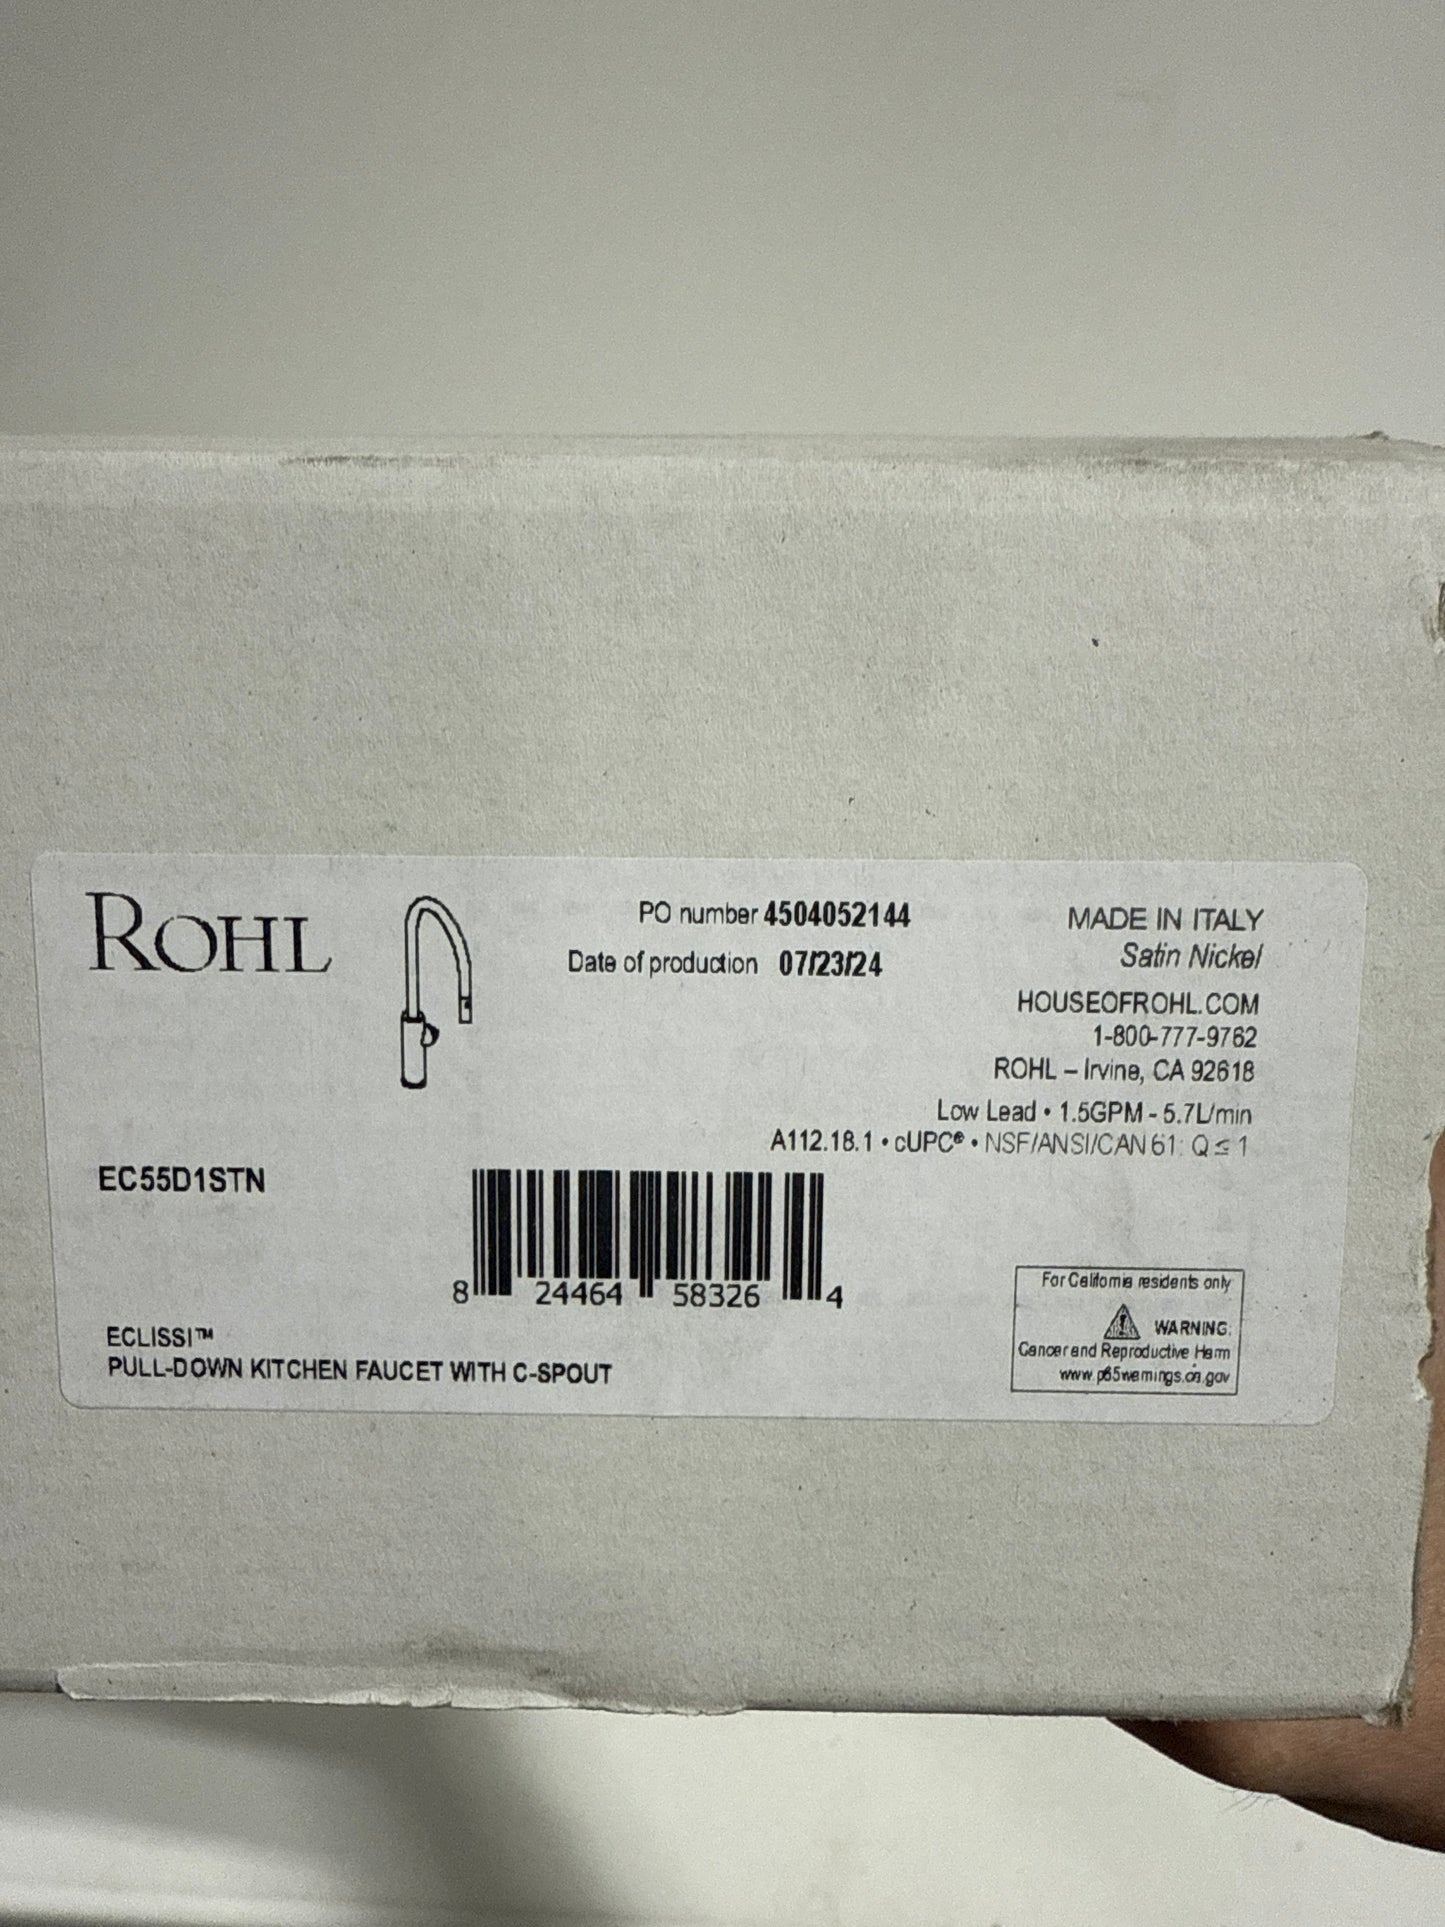 ROHL
PO number 4504052144
Date of production 07/23/24
MADE IN ITALY
Satin Nickel
HOUSEOFROHL.COM
1-800-777-9762
ROHL – Irvine, CA 92618
Low Lead • 1.5GPM - 5.7L/min
A112.18.1 • cUPC® • NSF/ANSI/CAN 61: Q ≤ 1
EC55D1STN
8 24464 58326 4
ECLISSI™
PULL-DOWN KITCHEN FAUCET WITH C-SPOUT
For California residents only
WARNING:
Cancer and Reproductive Harm
www.p65warnings.ca.gov